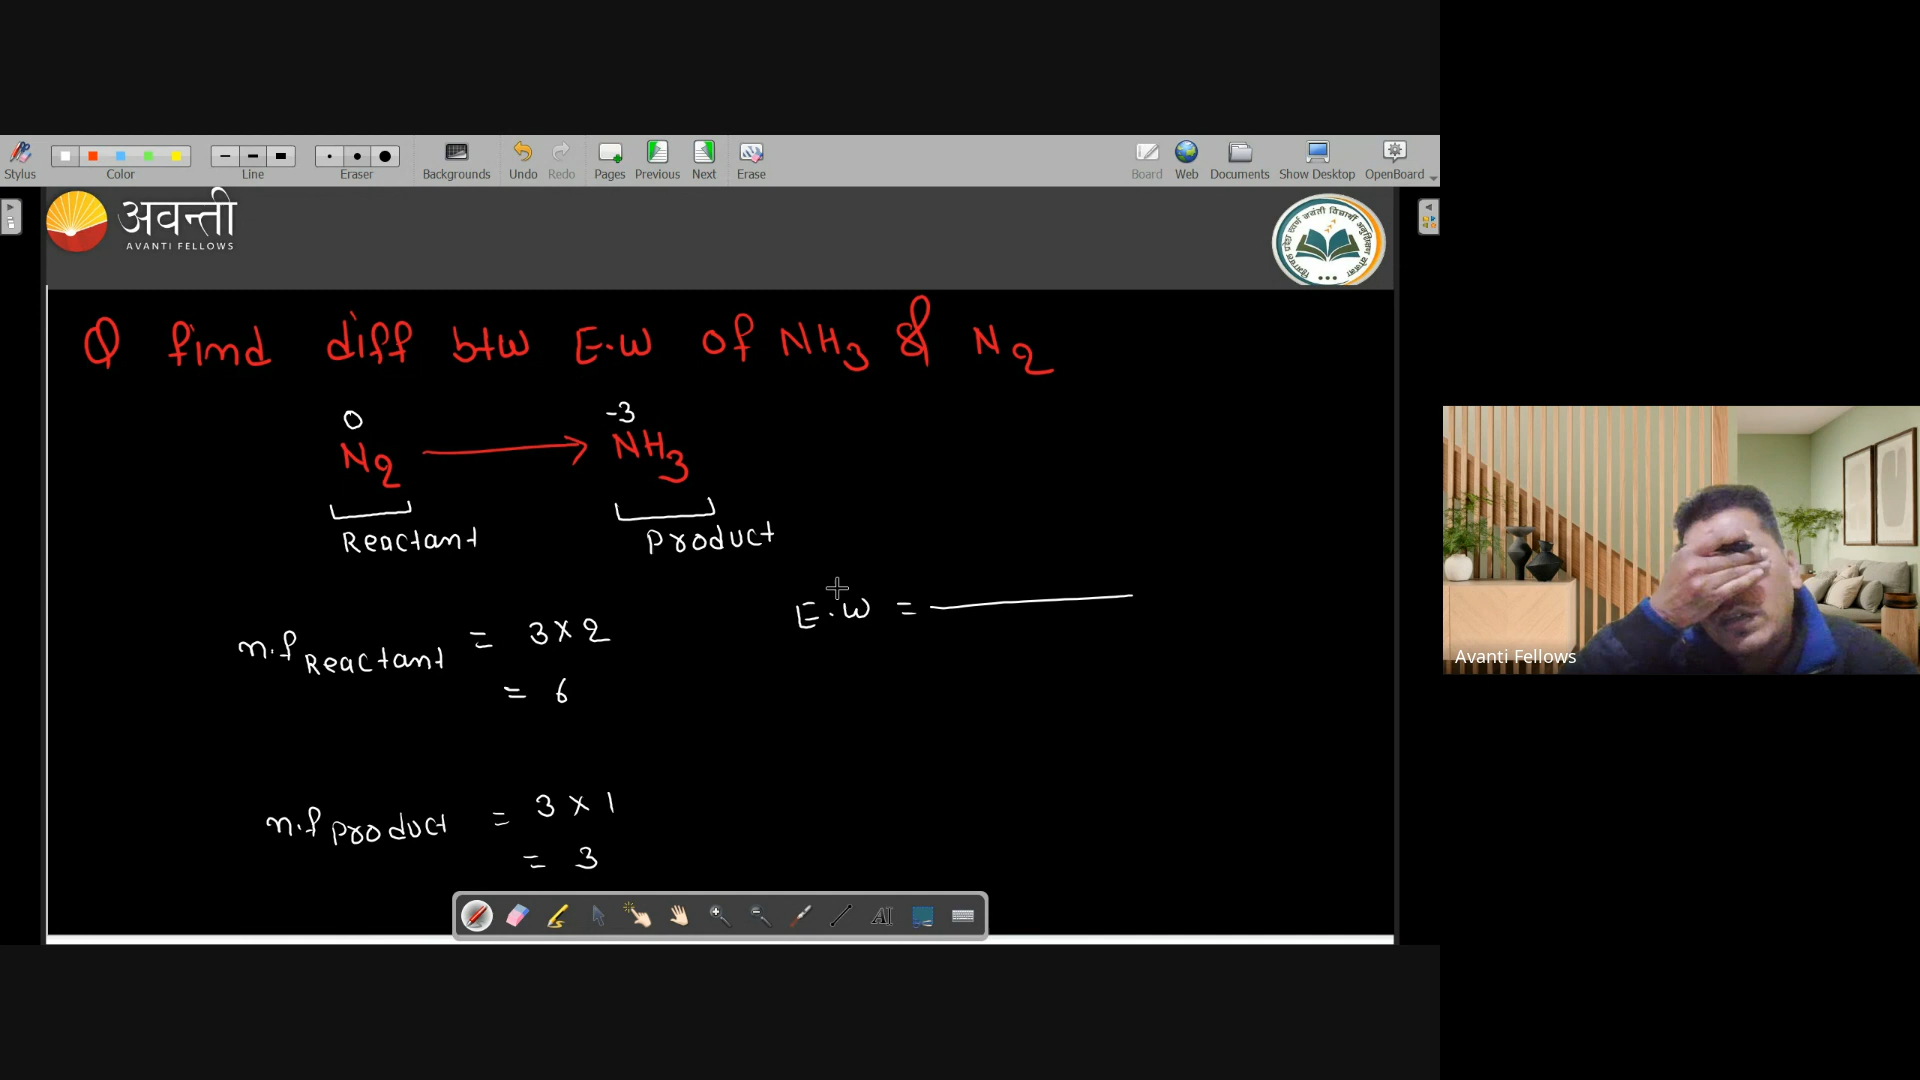 Stylus Color Line Eraser Backgrounds Undo Redo Pages Previous Next Erase Board Web Documents Show Desktop OpenBoard
अवन्ती
AVANTI FELLOWS
Q find diff btw E.W of NH3 & N2
0 -3
N2 → NH3
Reactant Product
E.W =
n.f Reactant = 3 × 2
= 6
n.f Product = 3 × 1
= 3
Avanti Fellows